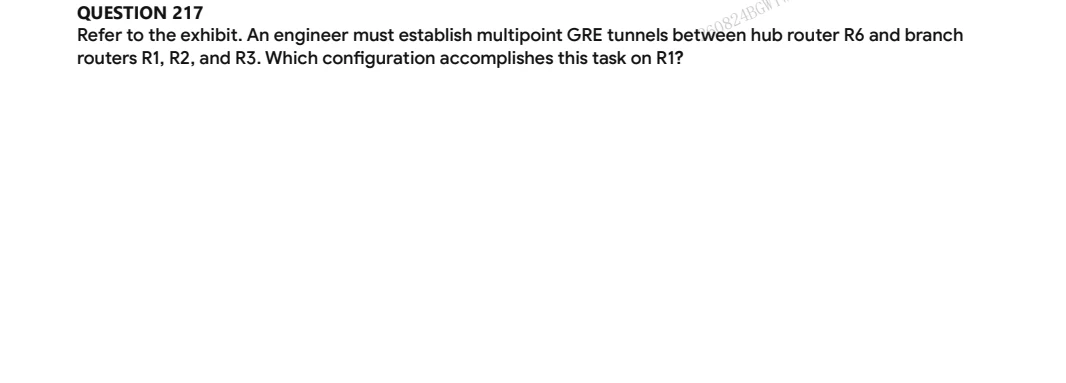 QUESTION 217
Refer to the exhibit. An engineer must establish multipoint GRE tunnels between hub router R6 and branch
routers R1, R2, and R3. Which configuration accomplishes this task on R1?